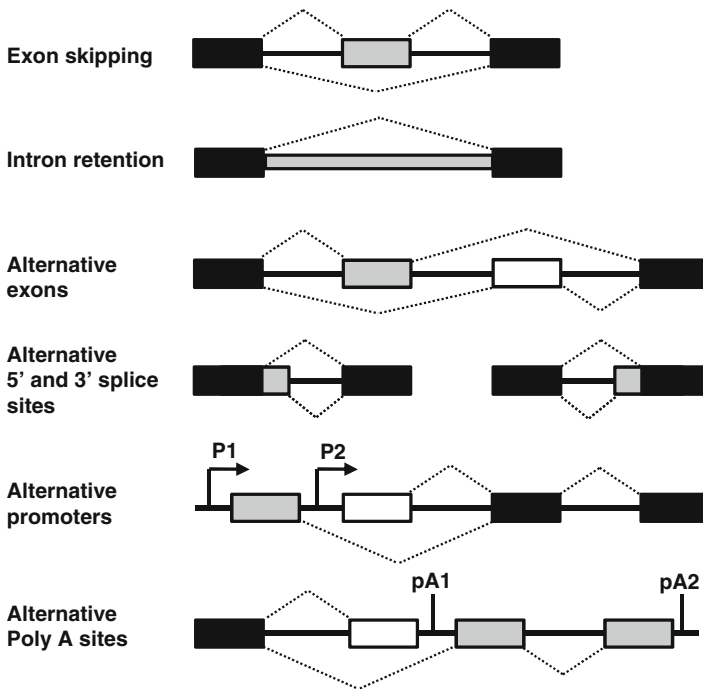 Exon skipping
Intron retention
Alternative
exons
Alternative
5' and 3' splice
sites
P1
P2
Alternative
promoters
pA1
pA2
Alternative
Poly A sites